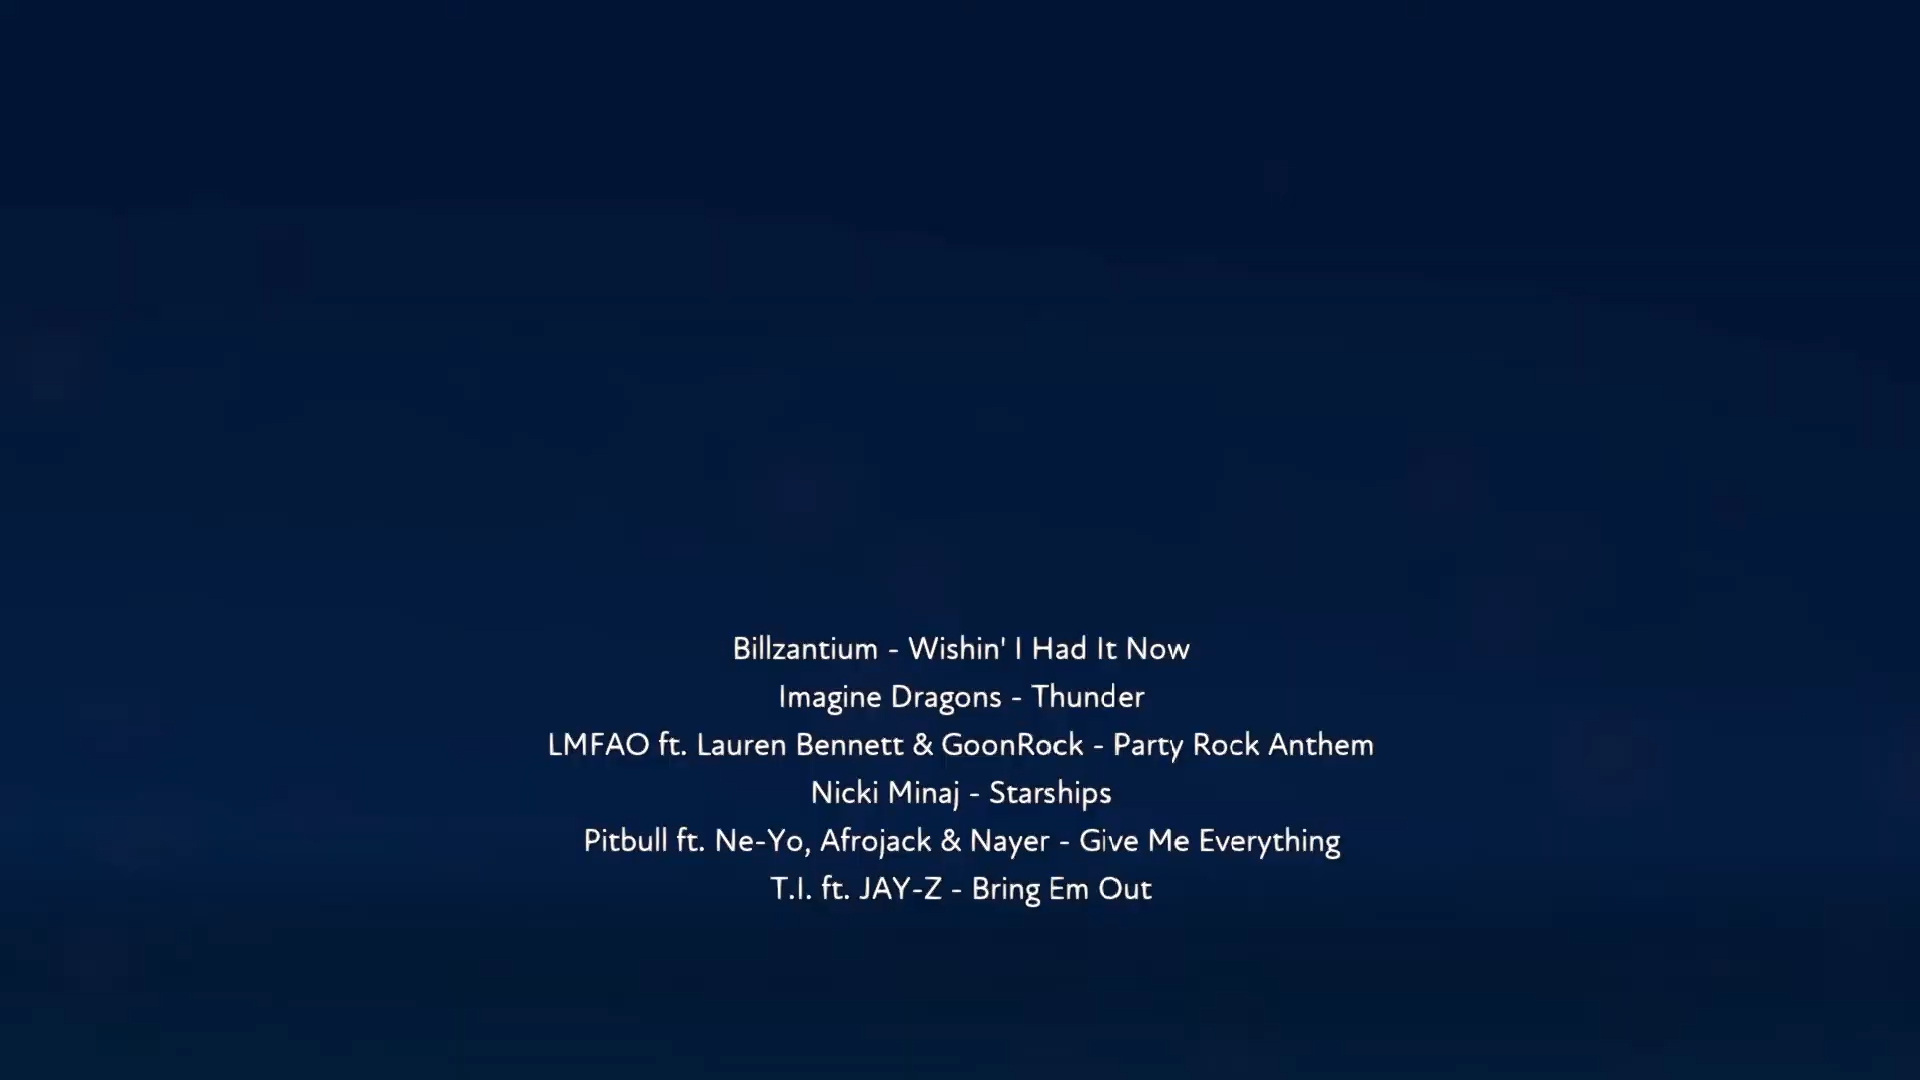 Billzantium - Wishin' I Had It Now
Imagine Dragons - Thunder
LMFAO ft. Lauren Bennett & GoonRock - Party Rock Anthem
Nicki Minaj - Starships
Pitbull ft. Ne-Yo, Afrojack & Nayer - Give Me Everything
T.I. ft. JAY-Z - Bring Em Out